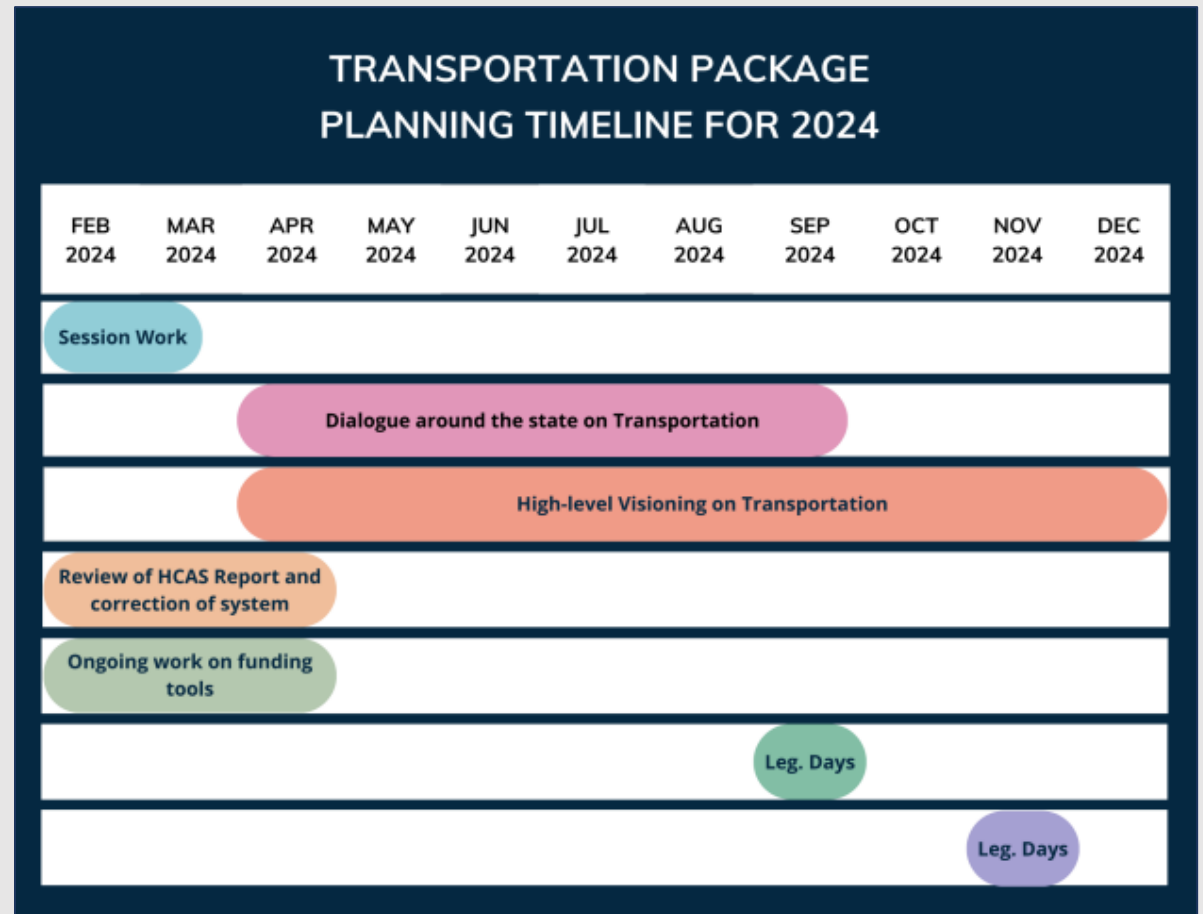 TRANSPORTATION PACKAGE
PLANNING TIMELINE FOR 2024
FEB MAR APR MAY JUN JUL AUG SEP OCT NOV DEC
2024 2024 2024 2024 2024 2024 2024 2024 2024 2024 2024
Session Work
Dialogue around the state on Transportation
High-level Visioning on Transportation
Review of HCAS Report and
correction of system
Ongoing work on funding
tools
Leg. Days
Leg. Days